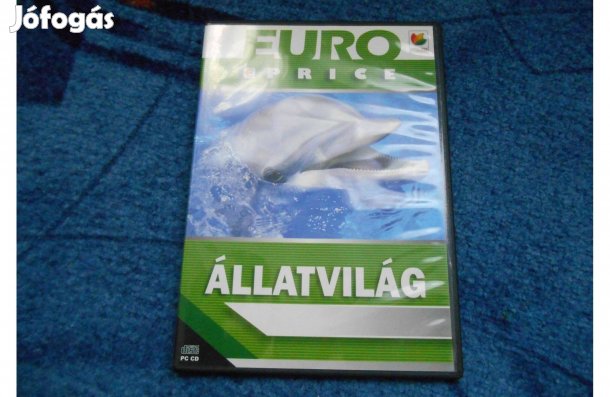 Jófogás
EURO
PRICE
ÁLLATVILÁG
PC CD